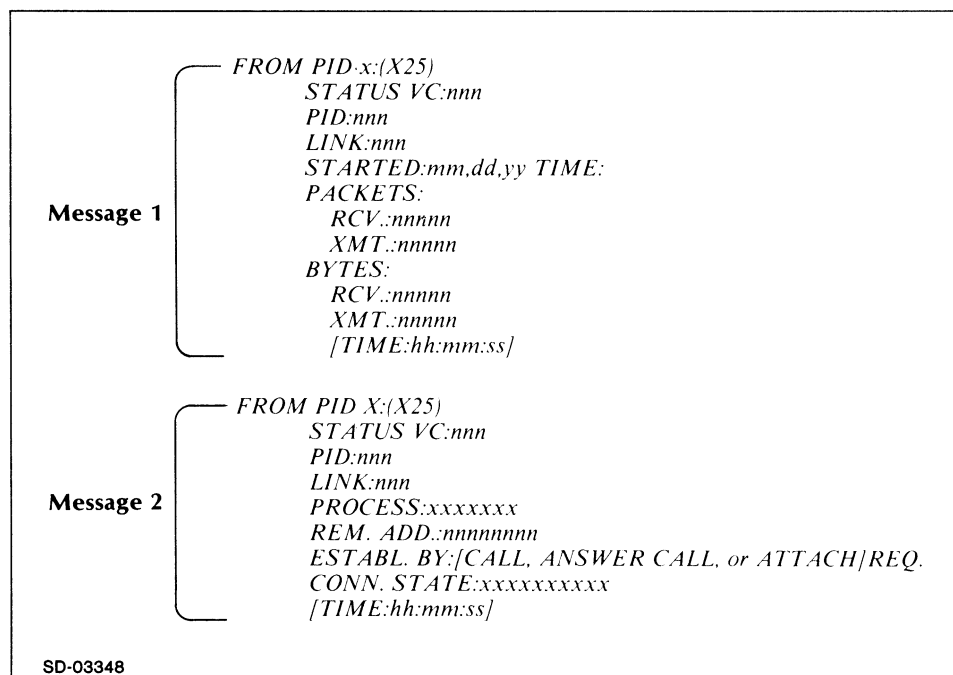 FROM PID x:(X25)
STATUS VC:nnn
PID:nnn
LINK:nnn
STARTED:mm,dd,yy TIME:
PACKETS:
Message 1
RCV.:nnnnn
XMT.:nnnnn
BYTES:
RCV.:nnnnn
XMT.:nnnnn
[TIME:hh:mm:ss]
FROM PID X:(X25)
STATUS VC:nnn
PID:nnn
LINK:nnn
Message 2
PROCESS:xxxxxxx
REM. ADD.:nnnnnnnn
ESTABL. BY:[CALL, ANSWER CALL, or ATTACH]REQ.
CONN. STATE:xxxxxxxxxx
[TIME:hh:mm:ss]
SD-03348